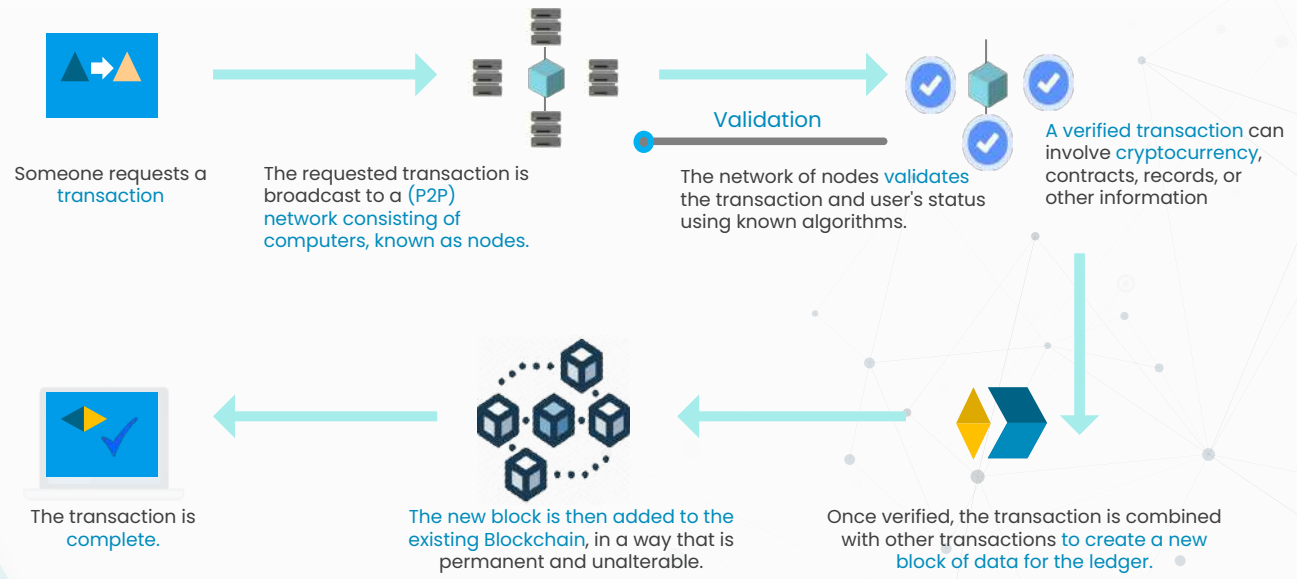 Someone requests a
transaction
The requested transaction is
broadcast to a (P2P)
network consisting of
computers, known as nodes.
Validation
The network of nodes validates
the transaction and user's status
using known algorithms.
A verified transaction can
involve cryptocurrency,
contracts, records, or
other information
Once verified, the transaction is combined
with other transactions to create a new
block of data for the ledger.
The new block is then added to the
existing Blockchain, in a way that is
permanent and unalterable.
The transaction is
complete.